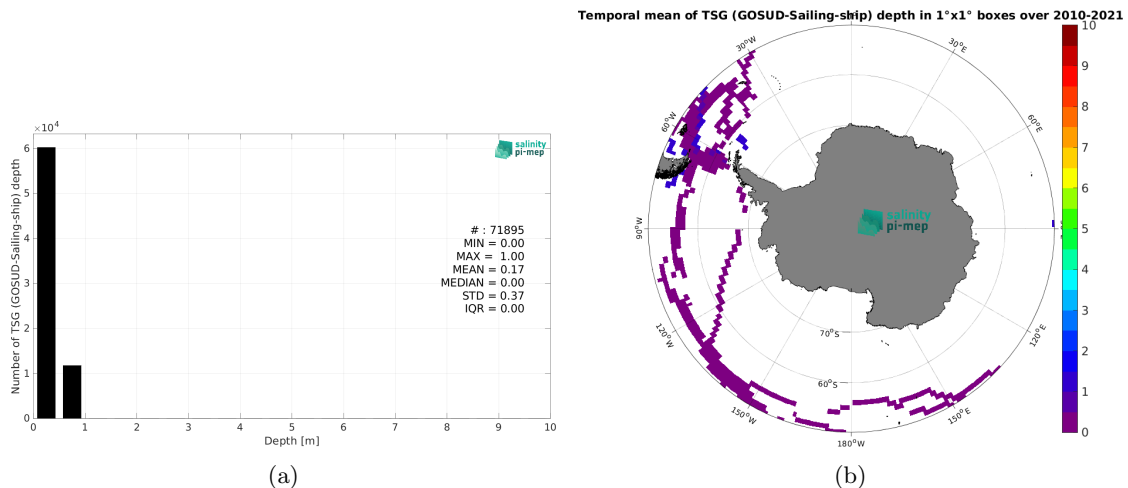 Temporal mean of TSG (GOSUD-Sailing-ship) depth in 1°x1° boxes over 2010-2021
×10⁴
6
5
4
3
2
1
0
Number of TSG (GOSUD-Sailing-ship) depth
salinity
pi-mep
# : 71895
MIN = 0.00
MAX = 1.00
MEAN = 0.17
MEDIAN = 0.00
STD = 0.37
IQR = 0.00
0 1 2 3 4 5 6 7 8 9 10
Depth [m]
(a)
30°W
30°E
60°W
60°E
90°W
120°W
120°E
150°W
150°E
180°W
70°S
60°S
salinity
pi-mep
10
9
8
7
6
5
4
3
2
1
0
(b)